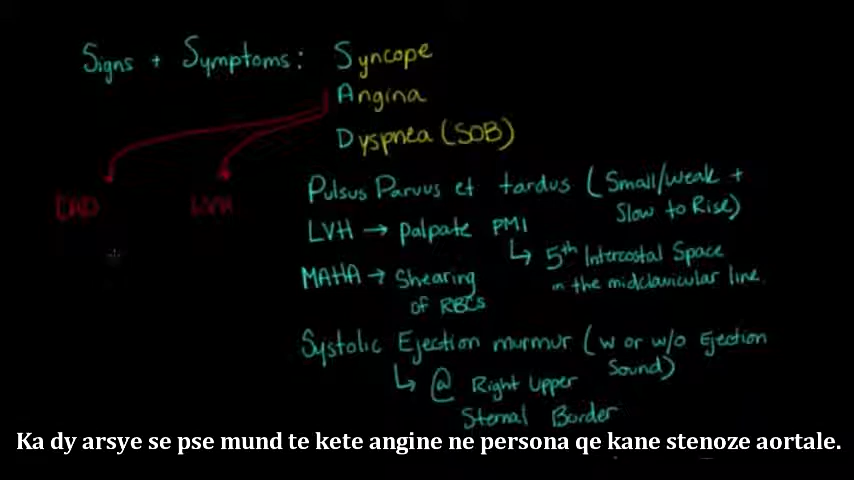 Signs + Symptoms: Syncope
Angina
Dyspnea (SOB)
CAD
LVH
Pulsus Parvus et tardus (Small/Weak +
Slow to Rise)
LVH → palpate PMI
↳ 5th Intercostal Space
in the midclavicular line.
MAHA → Shearing
of RBCs
Systolic Ejection murmur (w or w/o Ejection
Sound)
↳ @ Right Upper
Sternal Border
Ka dy arsye se pse mund te kete angine ne persona qe kane stenoze aortale.